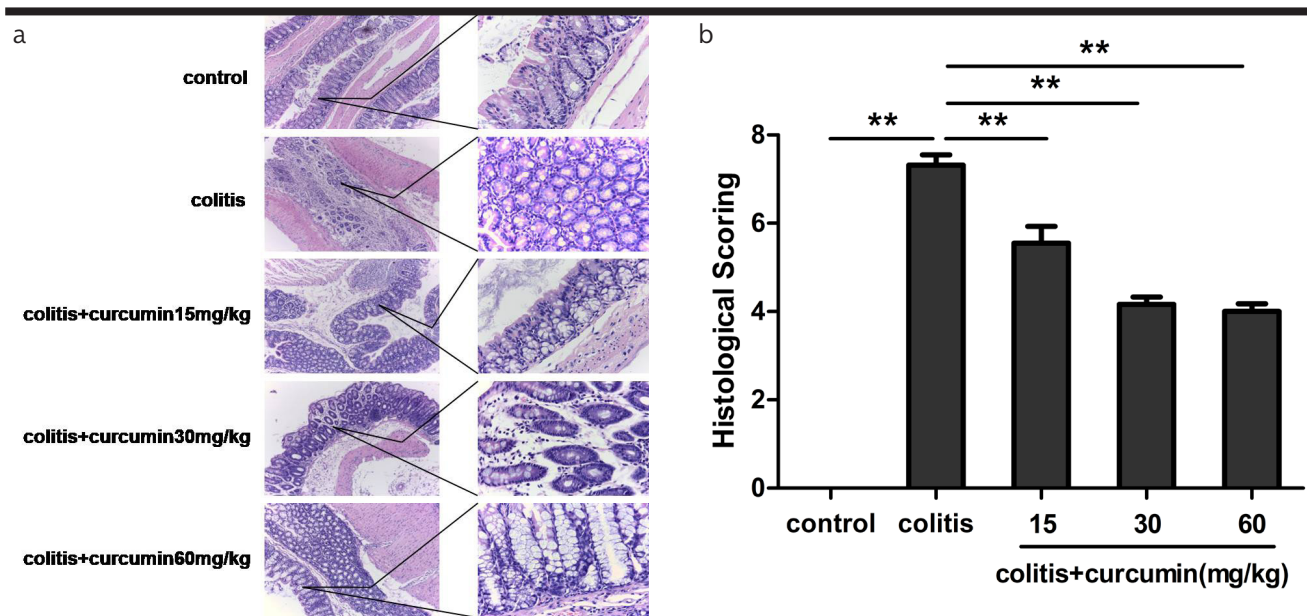 a
control
colitis
colitis+curcumin15mg/kg
colitis+curcumin30mg/kg
colitis+curcumin60mg/kg
b
Histological Scoring
8
6
4
2
0
**
**
**
**
control colitis 15 30 60
colitis+curcumin(mg/kg)